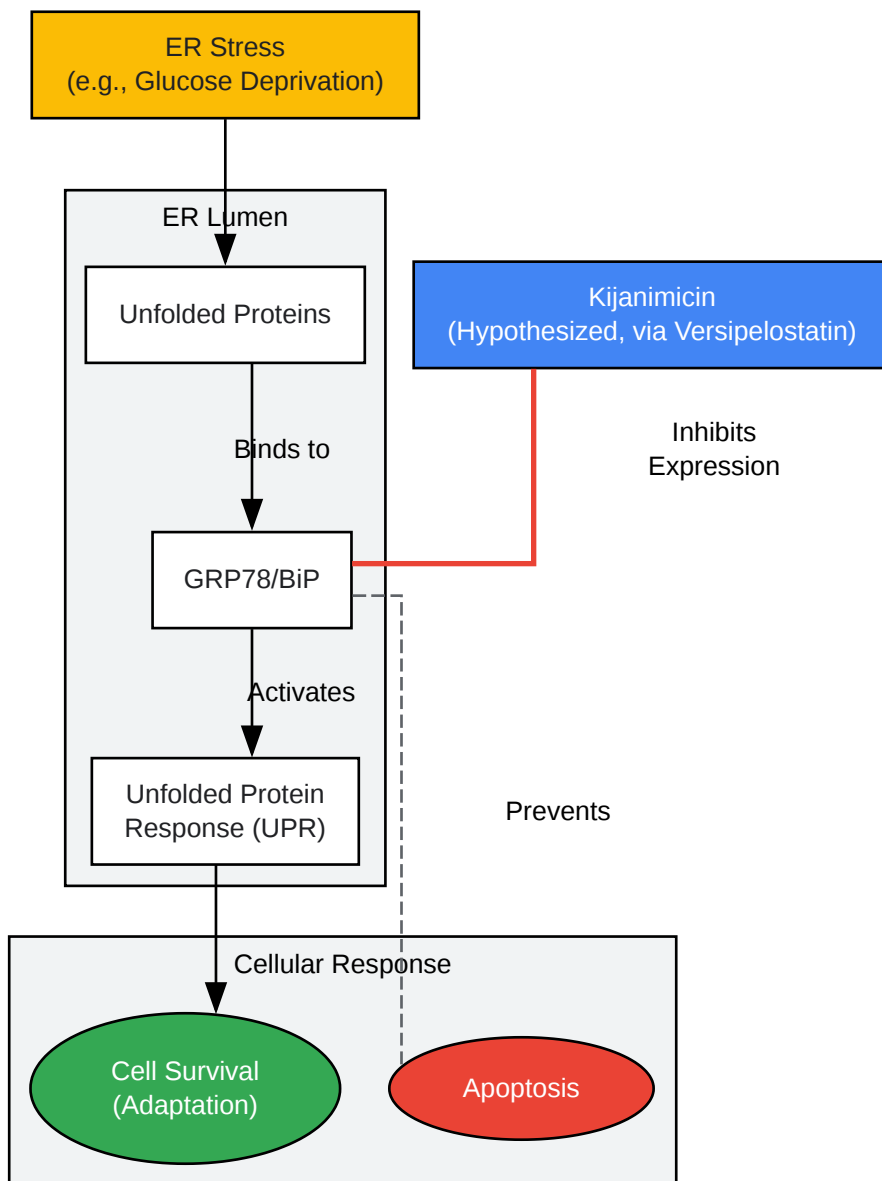 ER Stress
(e.g., Glucose Deprivation)
ER Lumen
Unfolded Proteins
Kijanimicin
(Hypothesized, via Versipelostatin)
Inhibits
Expression
Binds to
GRP78/BiP
Activates
Unfolded Protein
Response (UPR)
Prevents
Cellular Response
Cell Survival
(Adaptation)
Apoptosis